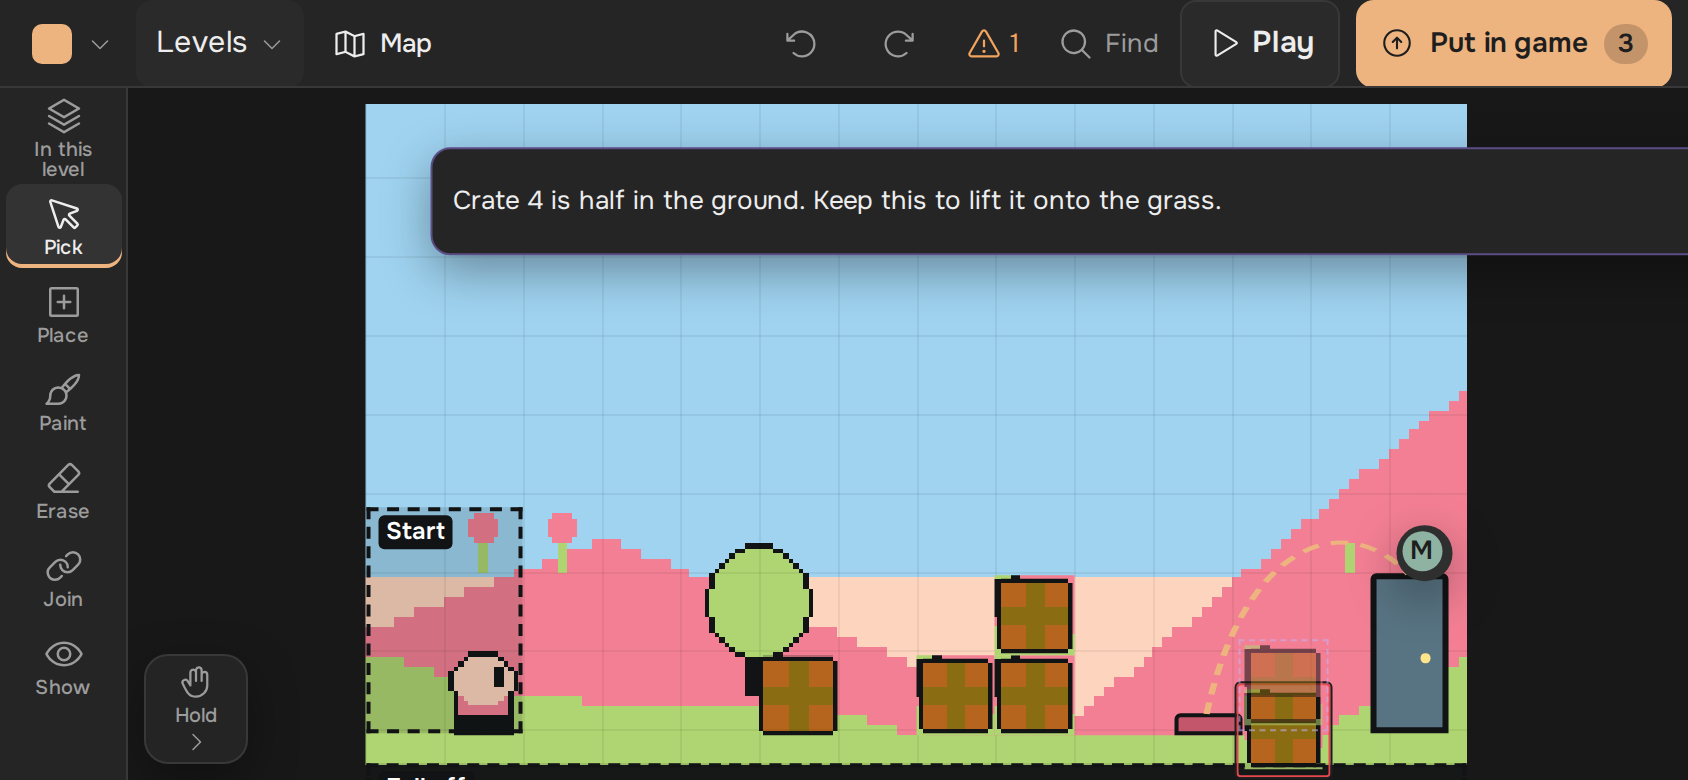 Levels
Map
1
Find
Play
Put in game 3
In this
level
Pick
Place
Paint
Erase
Join
Show
Hold
Crate 4 is half in the ground. Keep this to lift it onto the grass.
Start
M